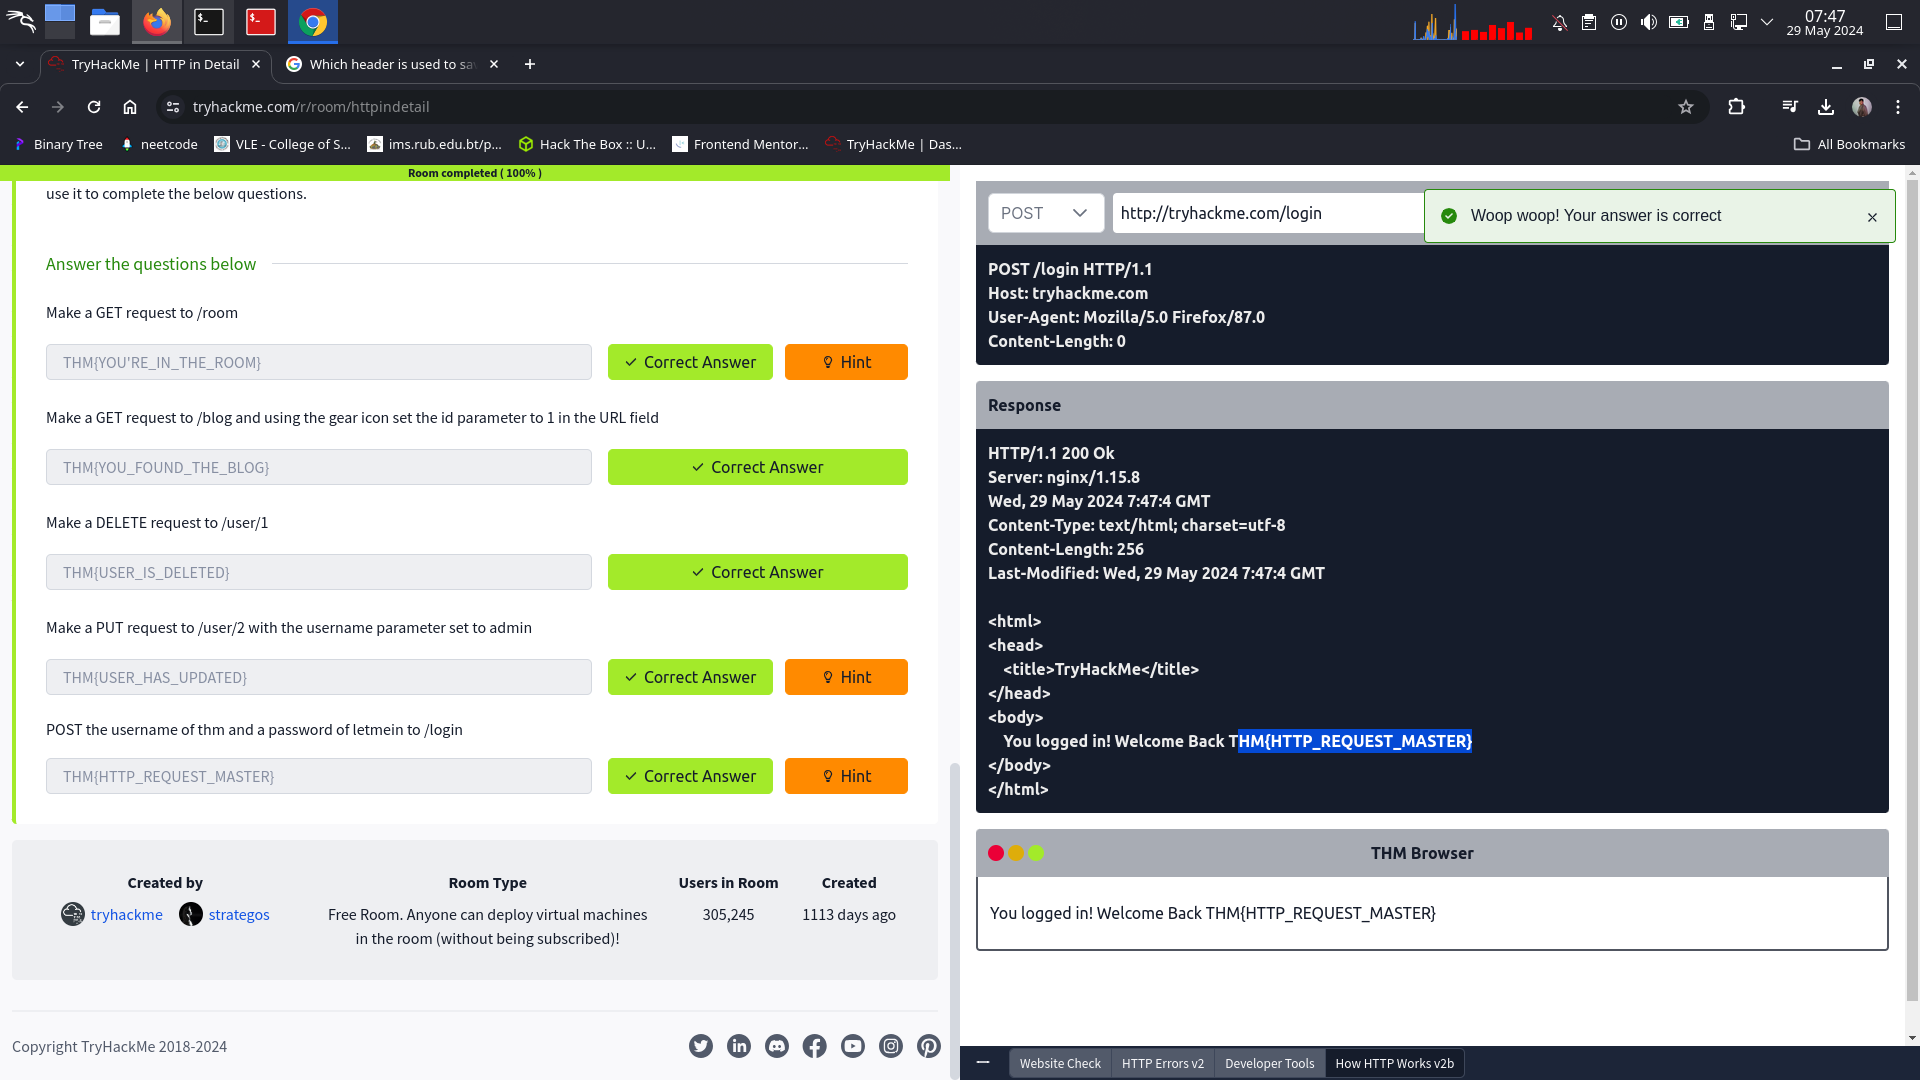 07:47
29 May 2024
TryHackMe | HTTP in Detail
Which header is used to sa
tryhackme.com/r/room/httpindetail
Binary Tree
neetcode
VLE - College of S...
ims.rub.edu.bt/p...
Hack The Box :: U...
Frontend Mentor...
TryHackMe | Das...
All Bookmarks
Room completed ( 100% )
use it to complete the below questions.
Answer the questions below
Make a GET request to /room
THM{YOU'RE_IN_THE_ROOM}
Correct Answer
Hint
Make a GET request to /blog and using the gear icon set the id parameter to 1 in the URL field
THM{YOU_FOUND_THE_BLOG}
Correct Answer
Make a DELETE request to /user/1
THM{USER_IS_DELETED}
Correct Answer
Make a PUT request to /user/2 with the username parameter set to admin
THM{USER_HAS_UPDATED}
Correct Answer
Hint
POST the username of thm and a password of letmein to /login
THM{HTTP_REQUEST_MASTER}
Correct Answer
Hint
Created by
tryhackme
strategos
Room Type
Free Room. Anyone can deploy virtual machines
in the room (without being subscribed)!
Users in Room
305,245
Created
1113 days ago
Copyright TryHackMe 2018-2024
POST
http://tryhackme.com/login
Woop woop! Your answer is correct
POST /login HTTP/1.1
Host: tryhackme.com
User-Agent: Mozilla/5.0 Firefox/87.0
Content-Length: 0
Response
HTTP/1.1 200 Ok
Server: nginx/1.15.8
Wed, 29 May 2024 7:47:4 GMT
Content-Type: text/html; charset=utf-8
Content-Length: 256
Last-Modified: Wed, 29 May 2024 7:47:4 GMT
<html>
<head>
<title>TryHackMe</title>
</head>
<body>
You logged in! Welcome Back THM{HTTP_REQUEST_MASTER}
</body>
</html>
THM Browser
You logged in! Welcome Back THM{HTTP_REQUEST_MASTER}
Website Check
HTTP Errors v2
Developer Tools
How HTTP Works v2b